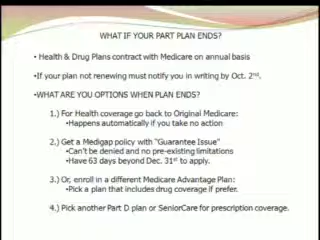 WHAT IF YOUR PART PLAN ENDS?
• Health & Drug Plans contract with Medicare on annual basis
•If your plan not renewing must notify you in writing by Oct. 2nd.
•WHAT ARE YOU OPTIONS WHEN PLAN ENDS?
1.) For Health coverage go back to Original Medicare:
•Happens automatically if you take no action
2.) Get a Medigap policy with "Guarantee Issue"
•Can't be denied and no pre-existing limitations
•Have 63 days beyond Dec. 31st to apply.
3.) Or, enroll in a different Medicare Advantage Plan:
•Pick a plan that includes drug coverage if prefer.
4.) Pick another Part D plan or SeniorCare for prescription coverage.